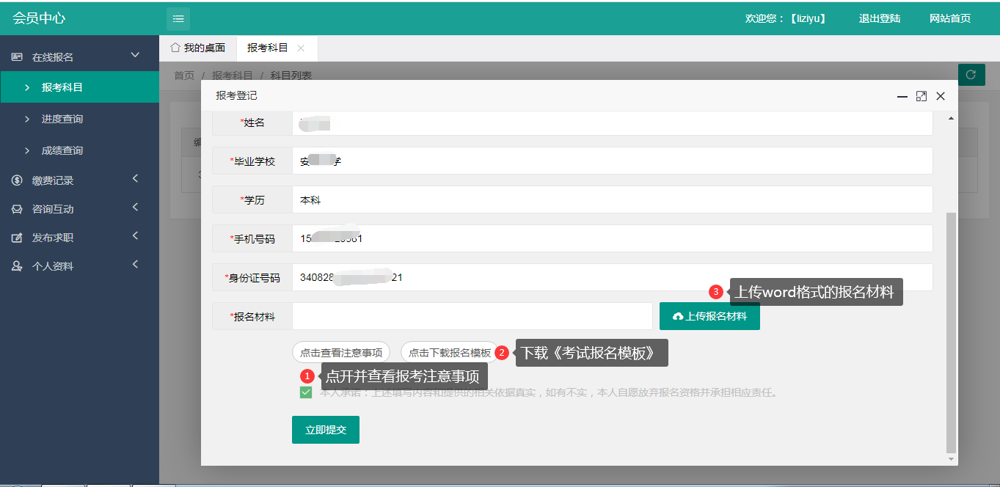 会员中心
欢迎您：【liziyu】
退出登陆
网站首页
在线报名
报考科目
进度查询
成绩查询
缴费记录
咨询互动
发布求职
个人资料
我的桌面
报考科目
首页 / 报考科目 / 科目列表
报考登记
*姓名
*毕业学校
安 学
*学历
本科
*手机号码
15
*身份证号码
340828 21
③ 上传word格式的报名材料
*报名材料
上传报名材料
点击查看注意事项
点击下载报名模板
② 下载《考试报名模板》
① 点开并查看报考注意事项
本人承诺：上述填写内容和提供的相关依据真实，如有不实，本人自愿放弃报名资格并承担相应责任。
立即提交